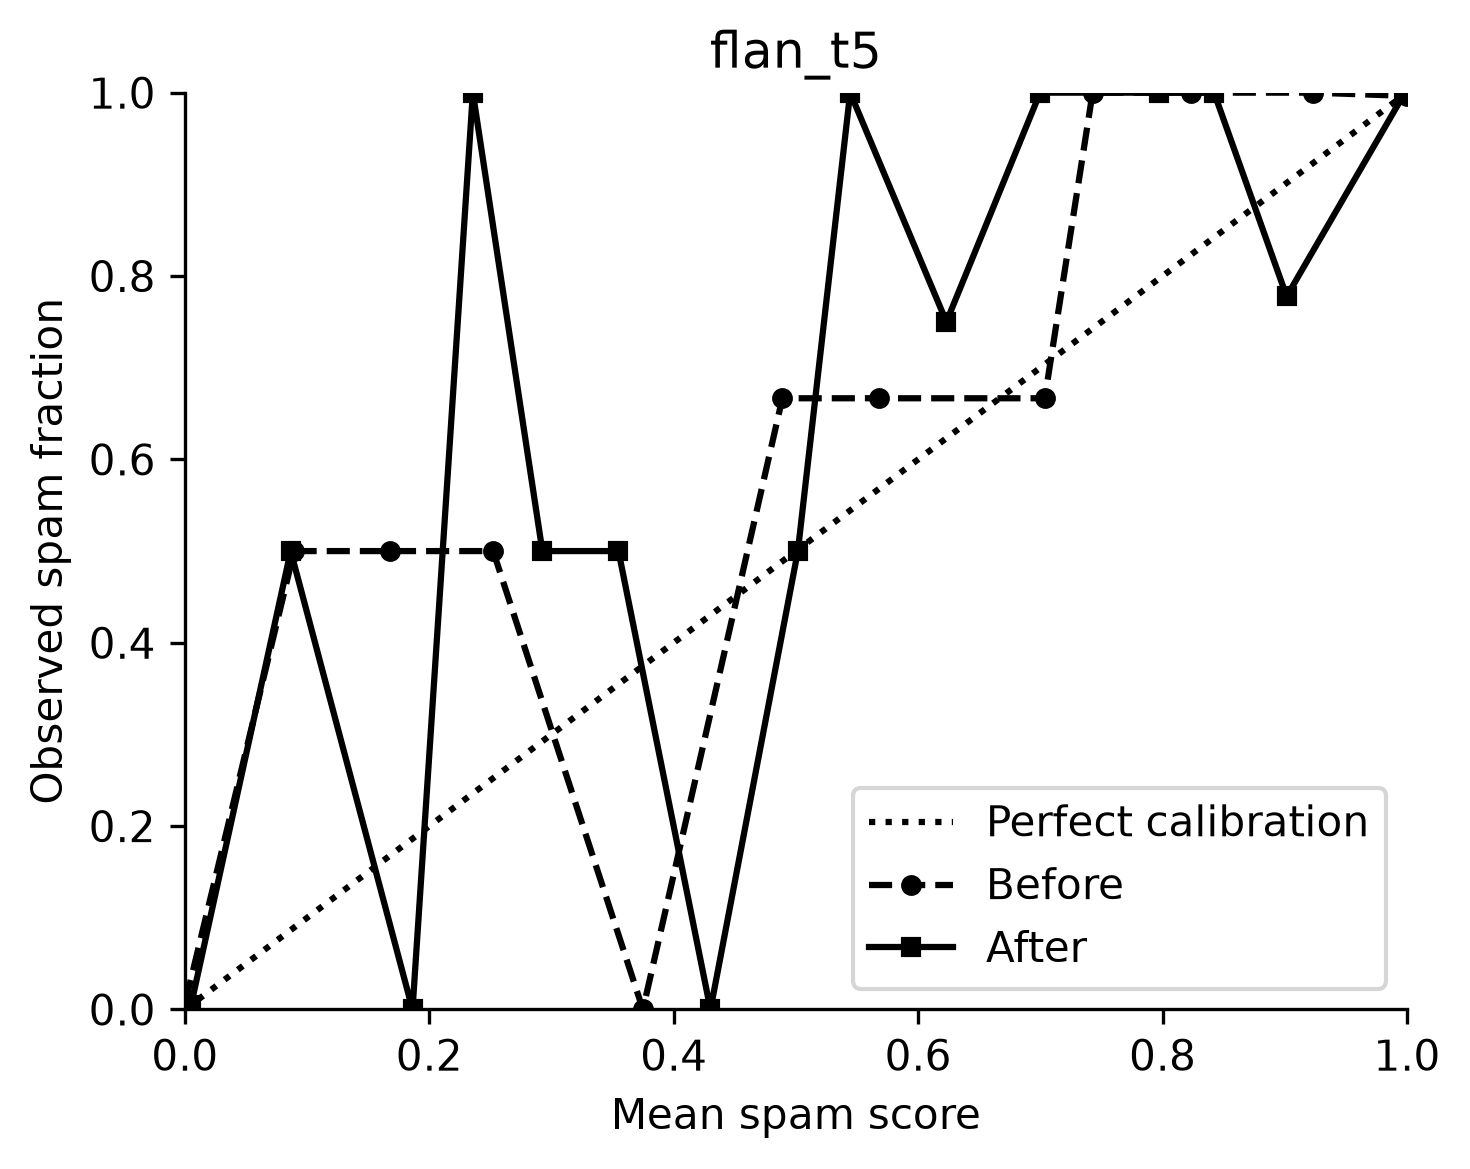 flan_t5
1.0
0.8
0.6
0.4
0.2
0.0
Observed spam fraction
0.0 0.2 0.4 0.6 0.8 1.0
Mean spam score
Perfect calibration
Before
After